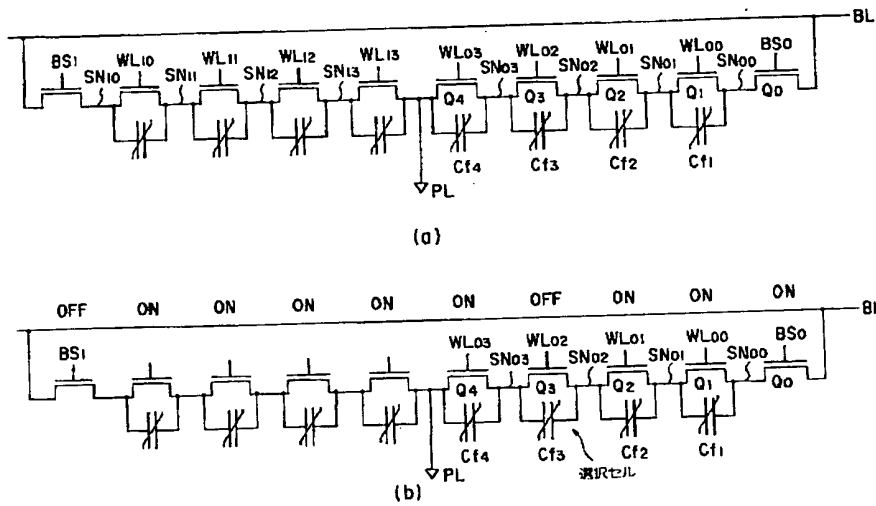 BL
BS1 WL10 WL11 WL12 WL13 WL03 WL02 WL01 WL00 BS0
SN10 SN11 SN12 SN13 SN03 SN02 SN01 SN00
Q4 Q3 Q2 Q1 Q0
Cf4 Cf3 Cf2 Cf1
PL
(a)
OFF ON ON ON ON ON OFF ON ON ON
BL
BS1 WL03 WL02 WL01 WL00 BS0
SN03 SN02 SN01 SN00
Q4 Q3 Q2 Q1 Q0
Cf4 Cf3 Cf2 Cf1
選択セル
PL
(b)